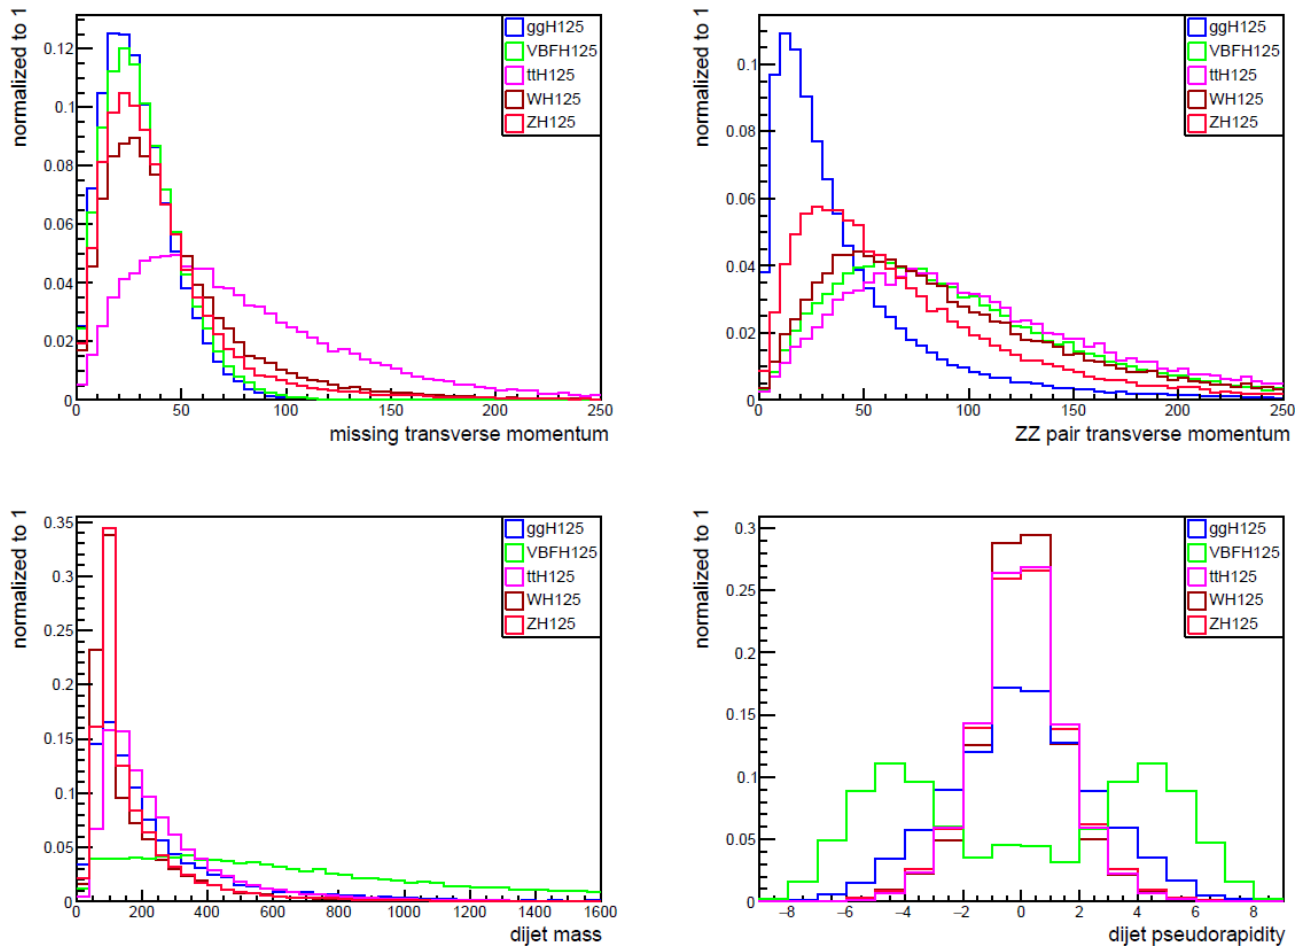 normalized to 1
0.12
0.1
0.08
0.06
0.04
0.02
0
ggH125
VBFH125
ttH125
WH125
ZH125
0 50 100 150 200 250
missing transverse momentum
normalized to 1
0.1
0.08
0.06
0.04
0.02
0
ggH125
VBFH125
ttH125
WH125
ZH125
0 50 100 150 200 250
ZZ pair transverse momentum
normalized to 1
0.35
0.3
0.25
0.2
0.15
0.1
0.05
0
ggH125
VBFH125
ttH125
WH125
ZH125
0 200 400 600 800 1000 1200 1400 1600
dijet mass
normalized to 1
0.3
0.25
0.2
0.15
0.1
0.05
0
ggH125
VBFH125
ttH125
WH125
ZH125
−8 −6 −4 −2 0 2 4 6 8
dijet pseudorapidity